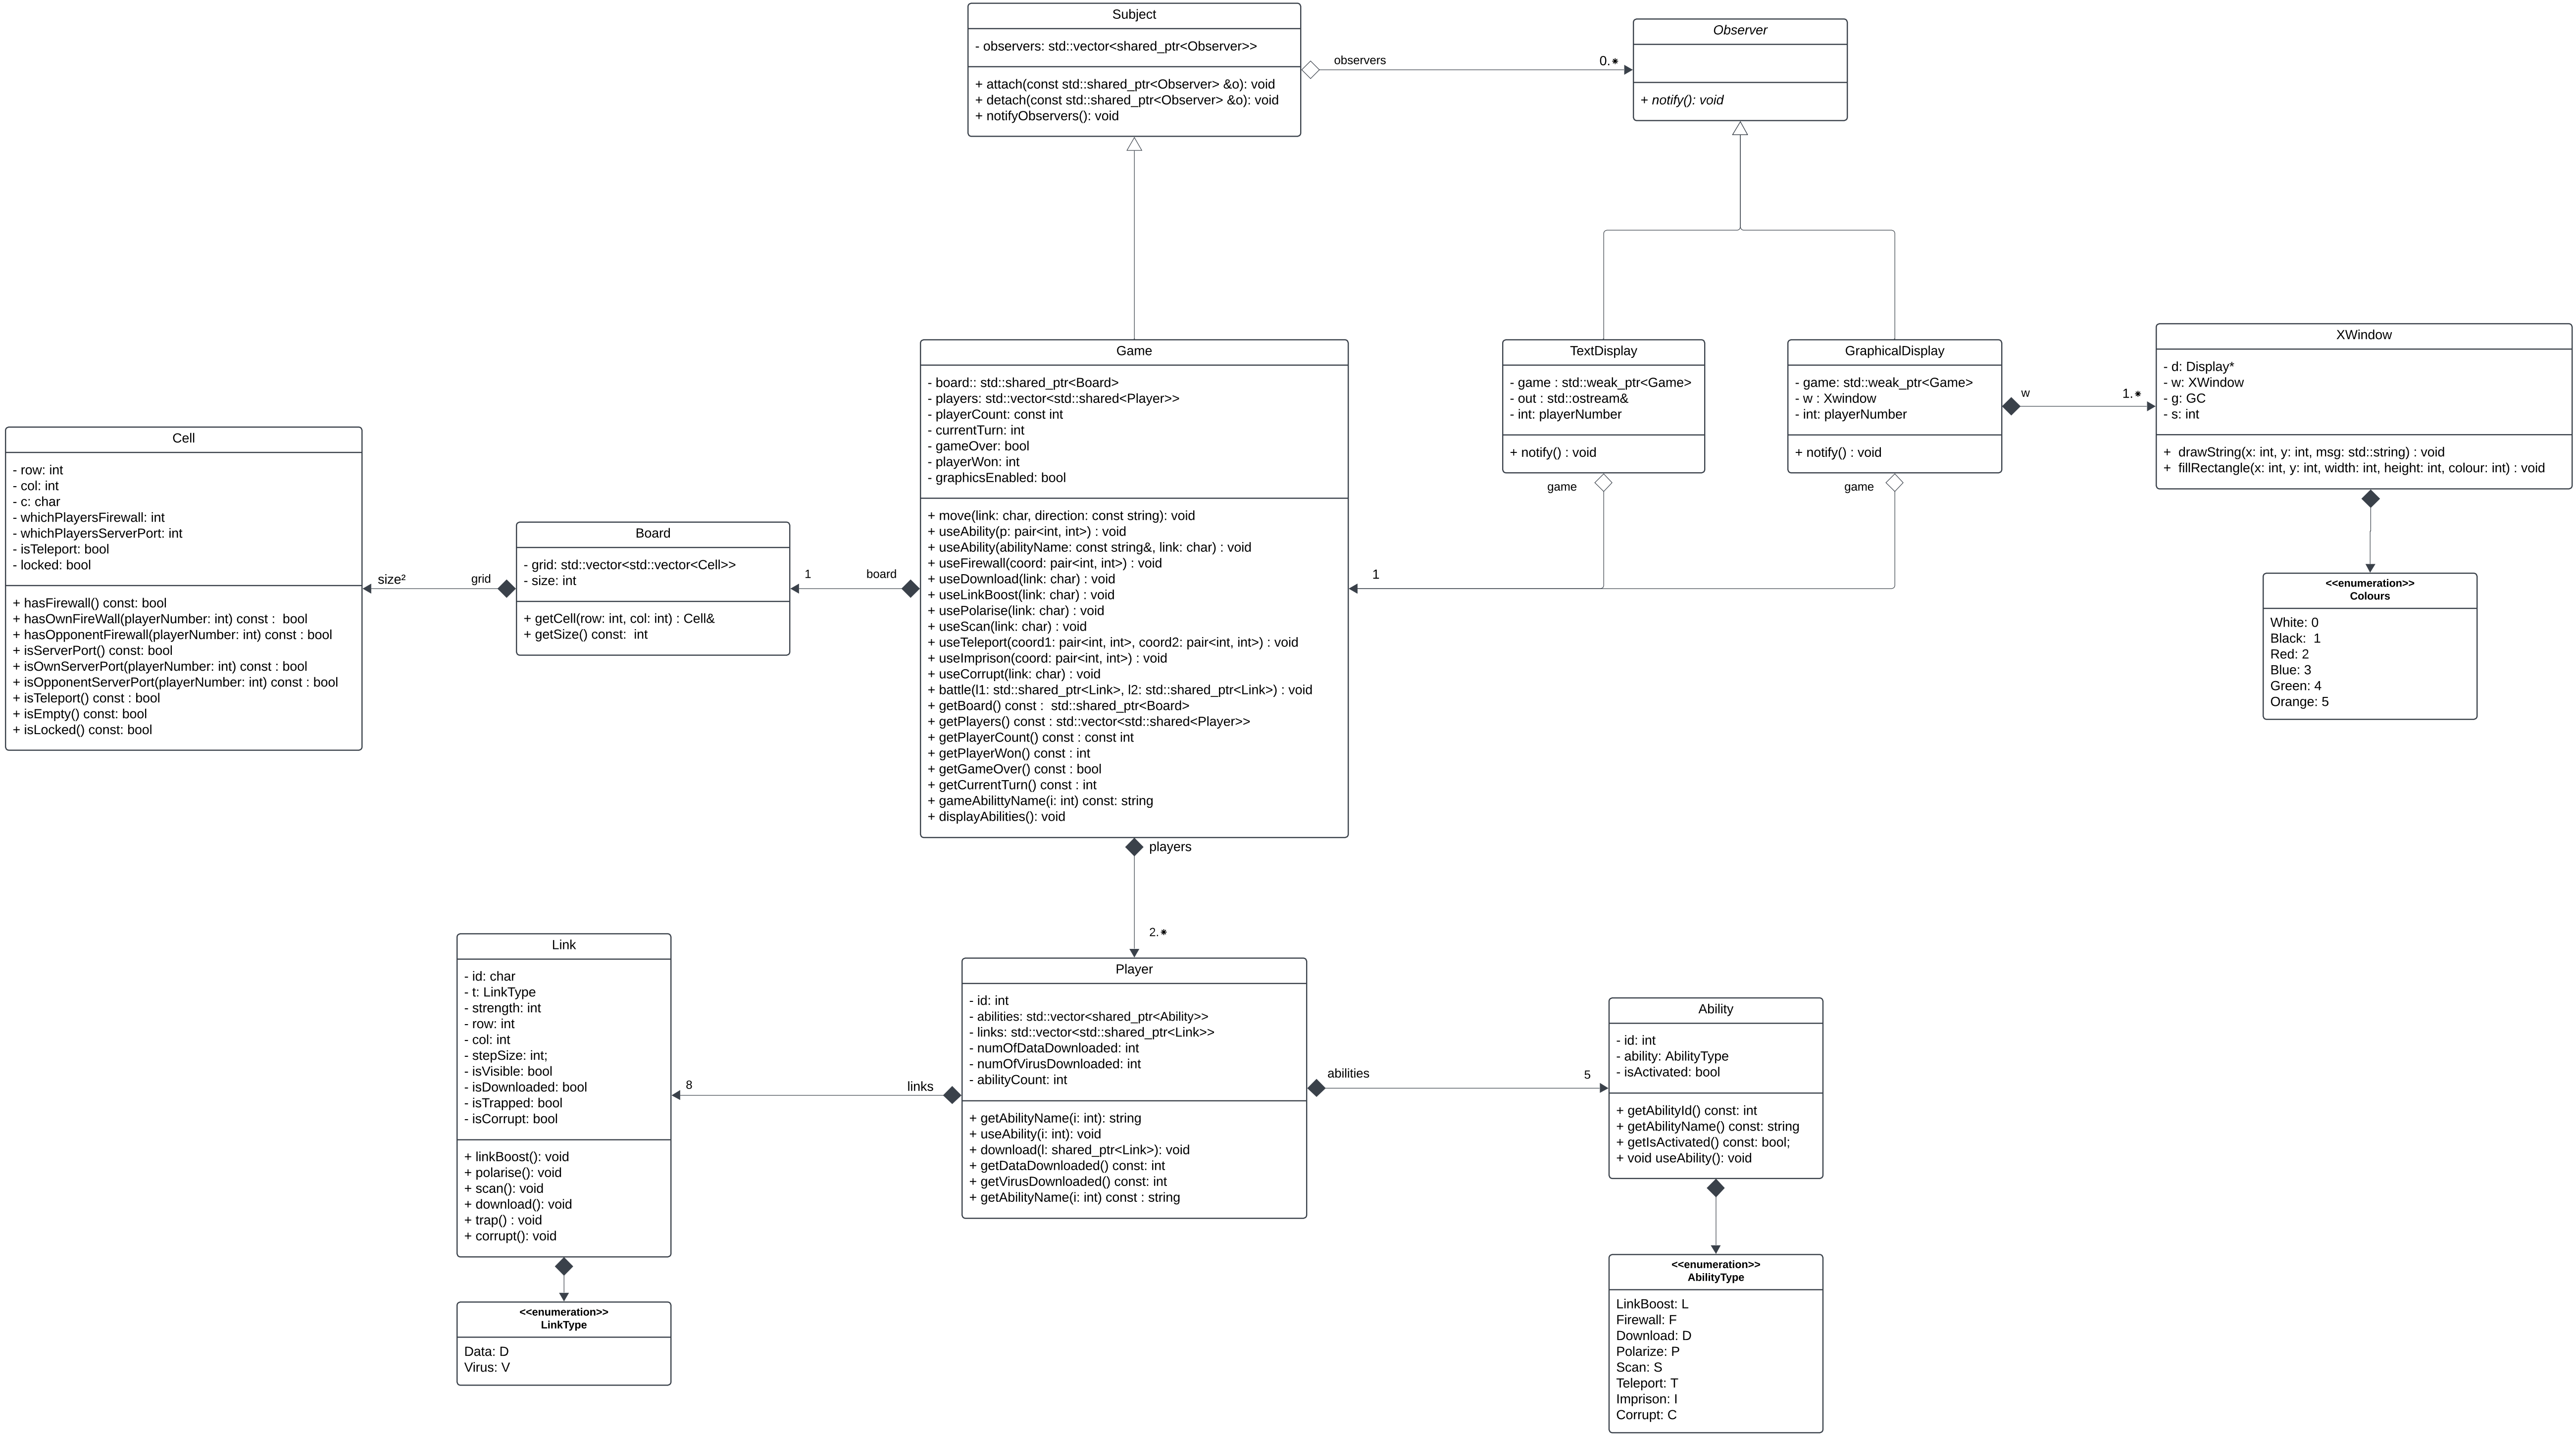 Subject
- observers: std::vector<shared_ptr<Observer>>
+ attach(const std::shared_ptr<Observer> &o): void
+ detach(const std::shared_ptr<Observer> &o): void
+ notifyObservers(): void
observers
0.*
Observer
+ notify(): void
Game
- board:: std::shared_ptr<Board>
- players: std::vector<std::shared<Player>>
- playerCount: const int
- currentTurn: int
- gameOver: bool
- playerWon: int
- graphicsEnabled: bool
+ move(link: char, direction: const string): void
+ useAbility(p: pair<int, int>) : void
+ useAbility(abilityName: const string&, link: char) : void
+ useFirewall(coord: pair<int, int>) : void
+ useDownload(link: char) : void
+ useLinkBoost(link: char) : void
+ usePolarise(link: char) : void
+ useScan(link: char) : void
+ useTeleport(coord1: pair<int, int>, coord2: pair<int, int>) : void
+ useImprison(coord: pair<int, int>) : void
+ useCorrupt(link: char) : void
+ battle(l1: std::shared_ptr<Link>, l2: std::shared_ptr<Link>) : void
+ getBoard() const :  std::shared_ptr<Board>
+ getPlayers() const : std::vector<std::shared<Player>>
+ getPlayerCount() const : const int
+ getPlayerWon() const : int
+ getGameOver() const : bool
+ getCurrentTurn() const : int
+ gameAbilittyName(i: int) const: string
+ displayAbilities(): void
TextDisplay
- game : std::weak_ptr<Game>
- out : std::ostream&
- int: playerNumber
+ notify() : void
game
GraphicalDisplay
- game: std::weak_ptr<Game>
- w : Xwindow
- int: playerNumber
+ notify() : void
game
1
w
1.*
XWindow
- d: Display*
- w: XWindow
- g: GC
- s: int
+  drawString(x: int, y: int, msg: std::string) : void
+  fillRectangle(x: int, y: int, width: int, height: int, colour: int) : void
<<enumeration>>
Colours
White: 0
Black:  1
Red: 2
Blue: 3
Green: 4
Orange: 5
Cell
- row: int
- col: int
- c: char
- whichPlayersFirewall: int
- whichPlayersServerPort: int
- isTeleport: bool
- locked: bool
+ hasFirewall() const: bool
+ hasOwnFireWall(playerNumber: int) const :  bool
+ hasOpponentFirewall(playerNumber: int) const : bool
+ isServerPort() const: bool
+ isOwnServerPort(playerNumber: int) const : bool
+ isOpponentServerPort(playerNumber: int) const : bool
+ isTeleport() const : bool
+ isEmpty() const: bool
+ isLocked() const: bool
size²
grid
Board
- grid: std::vector<std::vector<Cell>>
- size: int
+ getCell(row: int, col: int) : Cell&
+ getSize() const:  int
1
board
players
2.*
Link
- id: char
- t: LinkType
- strength: int
- row: int
- col: int
- stepSize: int;
- isVisible: bool
- isDownloaded: bool
- isTrapped: bool
- isCorrupt: bool
+ linkBoost(): void
+ polarise(): void
+ scan(): void
+ download(): void
+ trap() : void
+ corrupt(): void
<<enumeration>>
LinkType
Data: D
Virus: V
8
links
Player
- id: int
- abilities: std::vector<shared_ptr<Ability>>
- links: std::vector<std::shared_ptr<Link>>
- numOfDataDownloaded: int
- numOfVirusDownloaded: int
- abilityCount: int
+ getAbilityName(i: int): string
+ useAbility(i: int): void
+ download(l: shared_ptr<Link>): void
+ getDataDownloaded() const: int
+ getVirusDownloaded() const: int
+ getAbilityName(i: int) const : string
abilities
5
Ability
- id: int
- ability: AbilityType
- isActivated: bool
+ getAbilityId() const: int
+ getAbilityName() const: string
+ getIsActivated() const: bool;
+ void useAbility(): void
<<enumeration>>
AbilityType
LinkBoost: L
Firewall: F
Download: D
Polarize: P
Scan: S
Teleport: T
Imprison: I
Corrupt: C